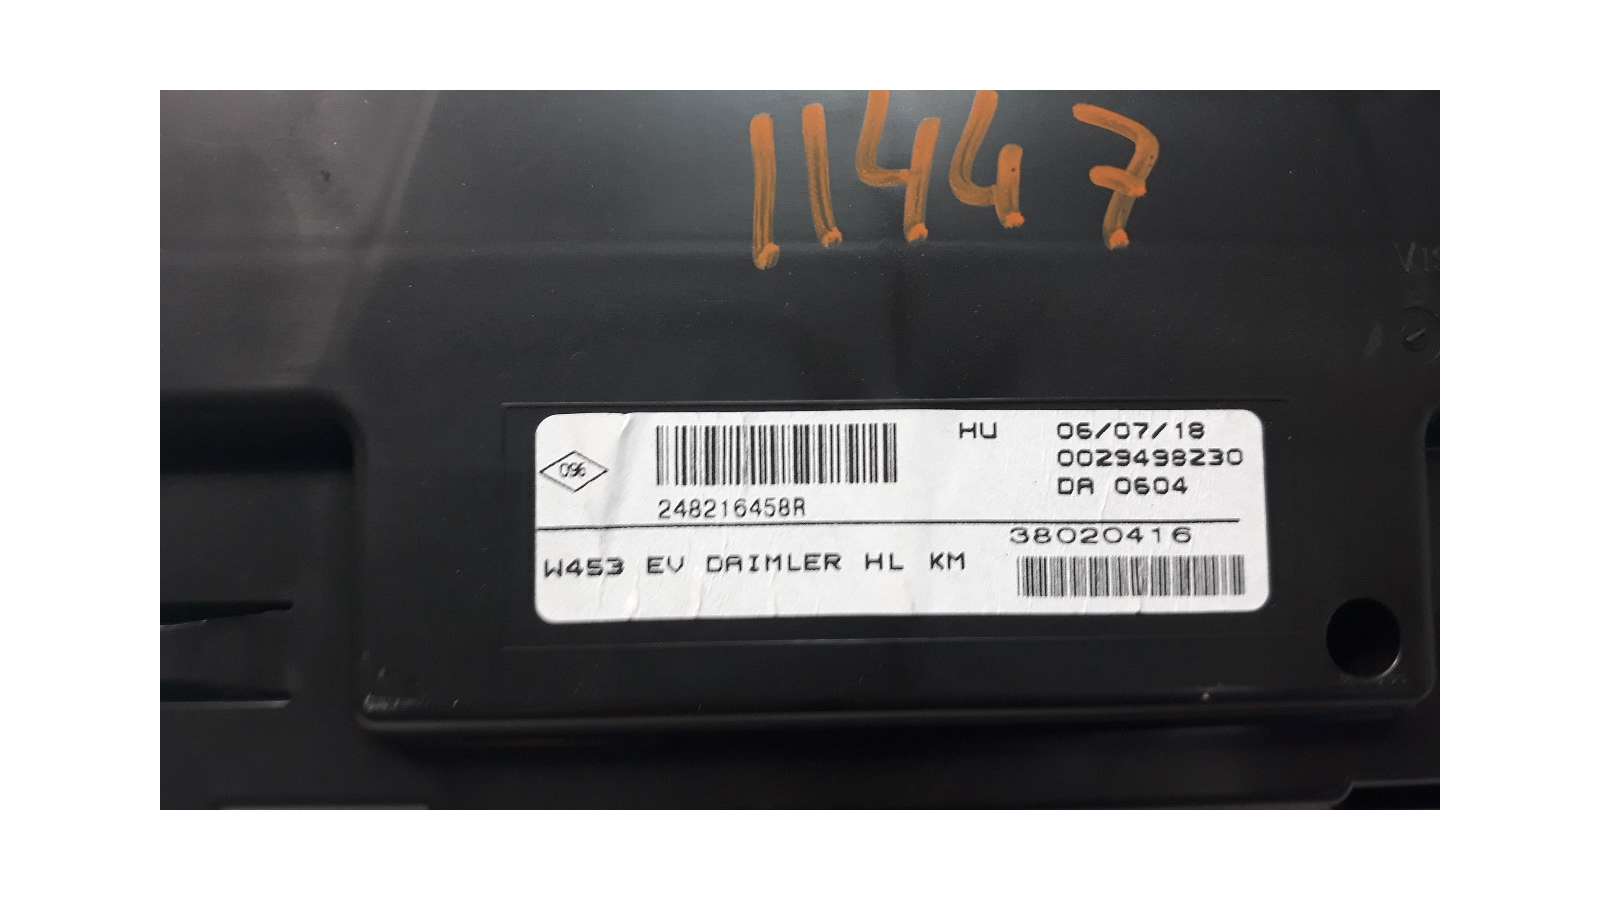 11447
HU 06/07/18
0029498230
DA 0604
096
248216458R
38020416
W453 EV DAIMLER HL KM